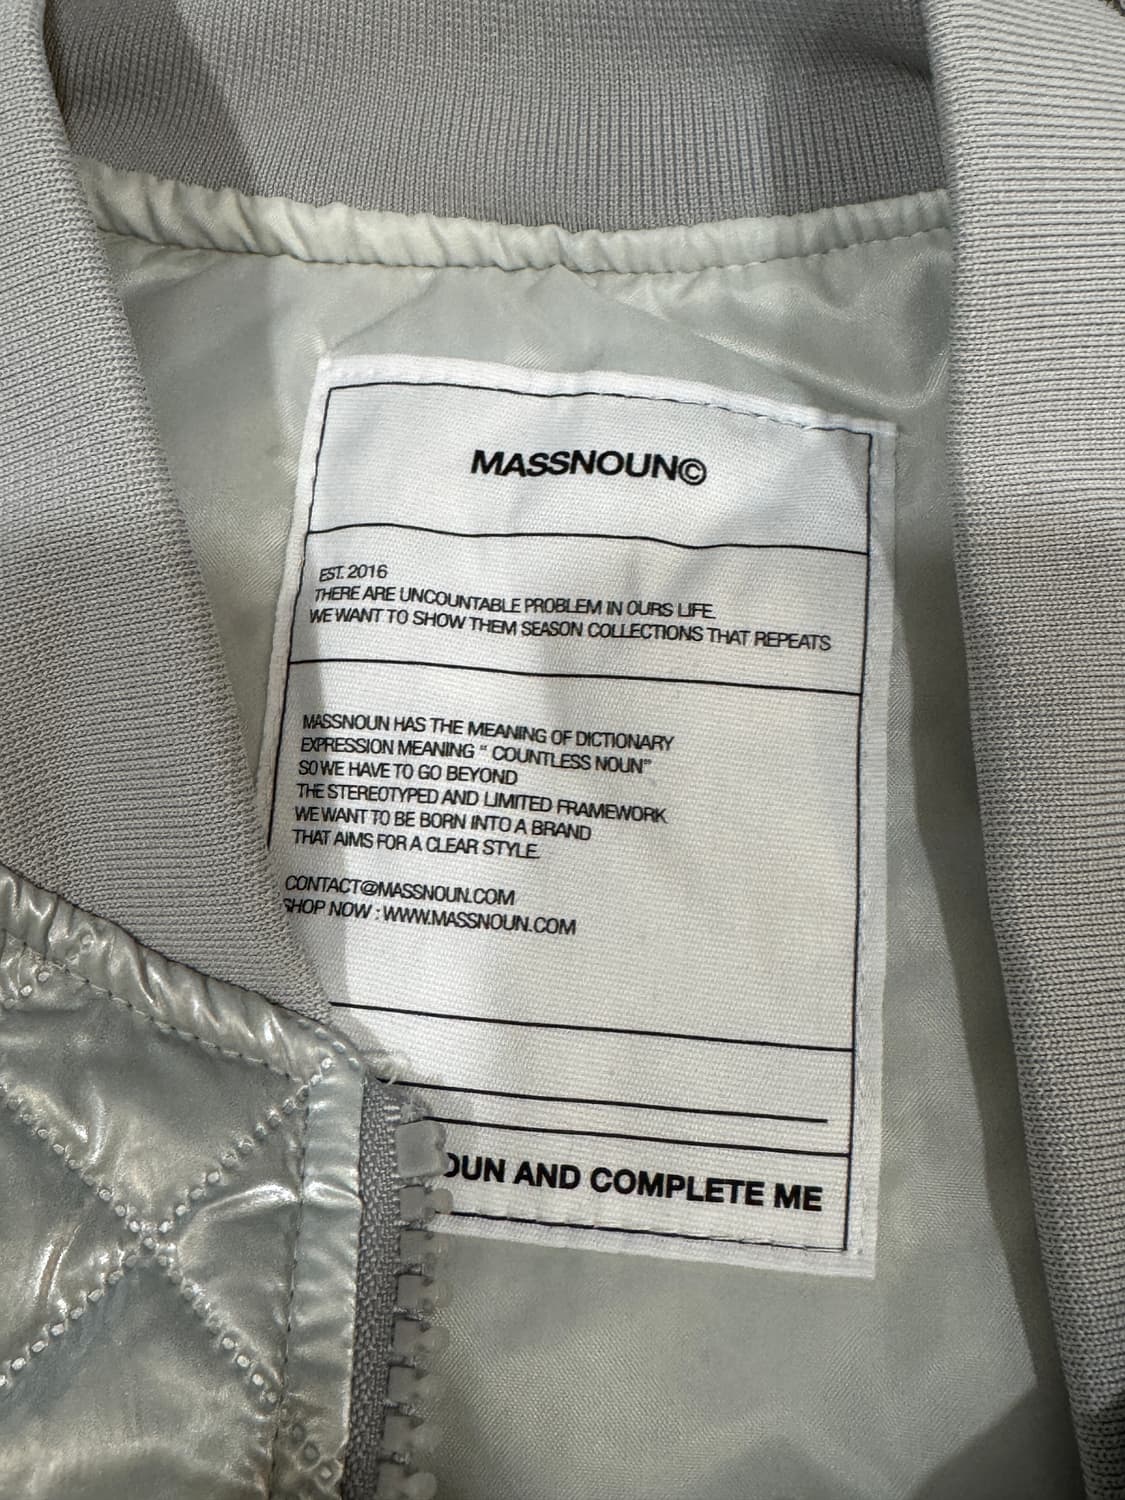 MASSNOUN©
EST. 2016
THERE ARE UNCOUNTABLE PROBLEM IN OURS LIFE.
WE WANT TO SHOW THEM SEASON COLLECTIONS THAT REPEATS
MASSNOUN HAS THE MEANING OF DICTIONARY
EXPRESSION MEANING “ COUNTLESS NOUN”
SO WE HAVE TO GO BEYOND
THE STEREOTYPED AND LIMITED FRAMEWORK
WE WANT TO BE BORN INTO A BRAND
THAT AIMS FOR A CLEAR STYLE.
CONTACT@MASSNOUN.COM
SHOP NOW : WWW.MASSNOUN.COM
AND COMPLETE ME